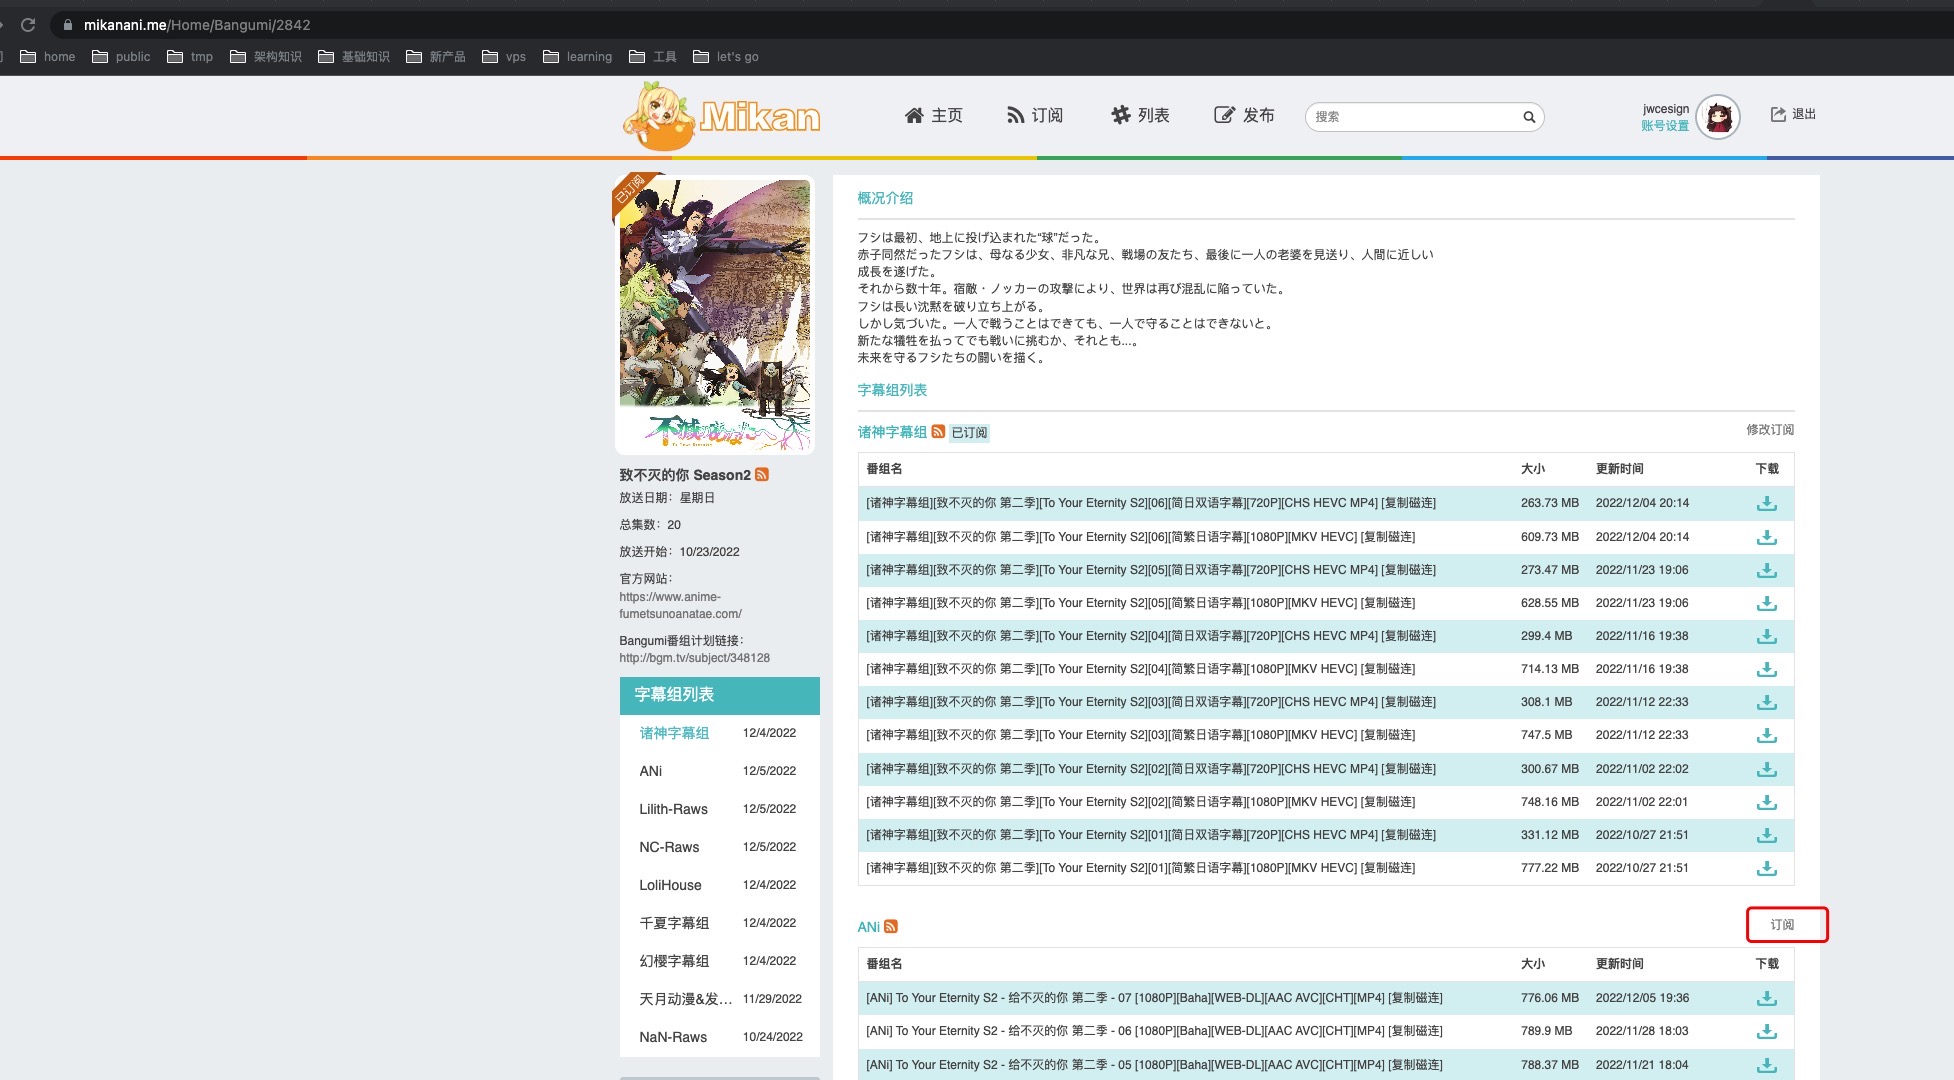 mikanani.me/Home/Bangumi/2842
home public tmp 架构知识 基础知识 新产品 vps learning 工具 let's go
Mikan
主页 订阅 列表 发布 搜索
jwcesign
账号设置
退出
已订阅
致不灭的你 Season2
放送日期：星期日
总集数：20
放送开始：10/23/2022
官方网站：
https://www.anime-
fumetsunoanatae.com/
Bangumi番组计划链接：
http://bgm.tv/subject/348128
字幕组列表
诸神字幕组 12/4/2022
ANi 12/5/2022
Lilith-Raws 12/5/2022
NC-Raws 12/5/2022
LoliHouse 12/4/2022
千夏字幕组 12/4/2022
幻樱字幕组 12/4/2022
天月动漫&发... 11/29/2022
NaN-Raws 10/24/2022
概况介绍
フシは最初、地上に投げ込まれた“球”だった。
赤子同然だったフシは、母なる少女、非凡な兄、戦場の友たち、最後に一人の老婆を見送り、人間に近しい
成長を遂げた。
それから数十年。宿敵・ノッカーの攻撃により、世界は再び混乱に陥っていた。
フシは長い沈黙を破り立ち上がる。
しかし気づいた。一人で戦うことはできても、一人で守ることはできないと。
新たな犠牲を払ってでも戦いに挑むか、それとも...。
未来を守るフシたちの闘いを描く。
字幕组列表
诸神字幕组 已订阅 修改订阅
番组名 大小 更新时间 下载
[诸神字幕组][致不灭的你 第二季][To Your Eternity S2][06][简日双语字幕][720P][CHS HEVC MP4] [复制磁连] 263.73 MB 2022/12/04 20:14
[诸神字幕组][致不灭的你 第二季][To Your Eternity S2][06][简繁日语字幕][1080P][MKV HEVC] [复制磁连] 609.73 MB 2022/12/04 20:14
[诸神字幕组][致不灭的你 第二季][To Your Eternity S2][05][简日双语字幕][720P][CHS HEVC MP4] [复制磁连] 273.47 MB 2022/11/23 19:06
[诸神字幕组][致不灭的你 第二季][To Your Eternity S2][05][简繁日语字幕][1080P][MKV HEVC] [复制磁连] 628.55 MB 2022/11/23 19:06
[诸神字幕组][致不灭的你 第二季][To Your Eternity S2][04][简日双语字幕][720P][CHS HEVC MP4] [复制磁连] 299.4 MB 2022/11/16 19:38
[诸神字幕组][致不灭的你 第二季][To Your Eternity S2][04][简繁日语字幕][1080P][MKV HEVC] [复制磁连] 714.13 MB 2022/11/16 19:38
[诸神字幕组][致不灭的你 第二季][To Your Eternity S2][03][简日双语字幕][720P][CHS HEVC MP4] [复制磁连] 308.1 MB 2022/11/12 22:33
[诸神字幕组][致不灭的你 第二季][To Your Eternity S2][03][简繁日语字幕][1080P][MKV HEVC] [复制磁连] 747.5 MB 2022/11/12 22:33
[诸神字幕组][致不灭的你 第二季][To Your Eternity S2][02][简日双语字幕][720P][CHS HEVC MP4] [复制磁连] 300.67 MB 2022/11/02 22:02
[诸神字幕组][致不灭的你 第二季][To Your Eternity S2][02][简繁日语字幕][1080P][MKV HEVC] [复制磁连] 748.16 MB 2022/11/02 22:01
[诸神字幕组][致不灭的你 第二季][To Your Eternity S2][01][简日双语字幕][720P][CHS HEVC MP4] [复制磁连] 331.12 MB 2022/10/27 21:51
[诸神字幕组][致不灭的你 第二季][To Your Eternity S2][01][简繁日语字幕][1080P][MKV HEVC] [复制磁连] 777.22 MB 2022/10/27 21:51
ANi 订阅
番组名 大小 更新时间 下载
[ANi] To Your Eternity S2 - 给不灭的你 第二季 - 07 [1080P][Baha][WEB-DL][AAC AVC][CHT][MP4] [复制磁连] 776.06 MB 2022/12/05 19:36
[ANi] To Your Eternity S2 - 给不灭的你 第二季 - 06 [1080P][Baha][WEB-DL][AAC AVC][CHT][MP4] [复制磁连] 789.9 MB 2022/11/28 18:03
[ANi] To Your Eternity S2 - 给不灭的你 第二季 - 05 [1080P][Baha][WEB-DL][AAC AVC][CHT][MP4] [复制磁连] 788.37 MB 2022/11/21 18:04